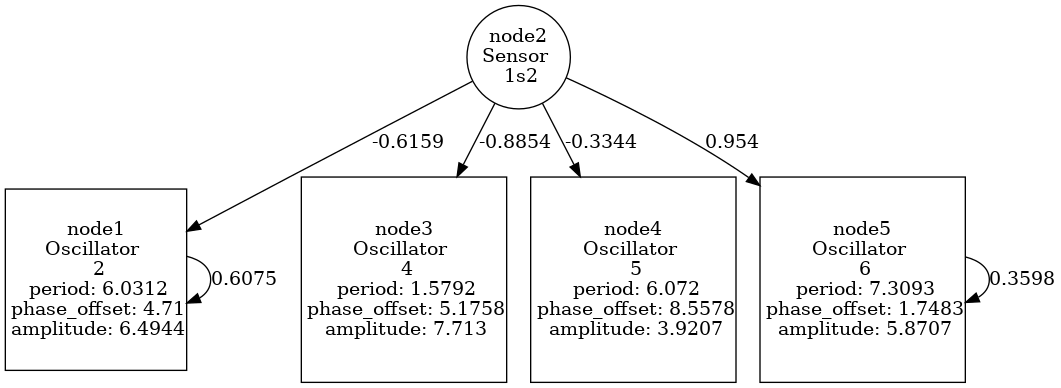 node2
Sensor
1s2
-0.6159
-0.8854
-0.3344
0.954
node1
Oscillator
2
period: 6.0312
phase_offset: 4.71
amplitude: 6.4944
0.6075
node3
Oscillator
4
period: 1.5792
phase_offset: 5.1758
amplitude: 7.713
node4
Oscillator
5
period: 6.072
phase_offset: 8.5578
amplitude: 3.9207
node5
Oscillator
6
period: 7.3093
phase_offset: 1.7483
amplitude: 5.8707
0.3598